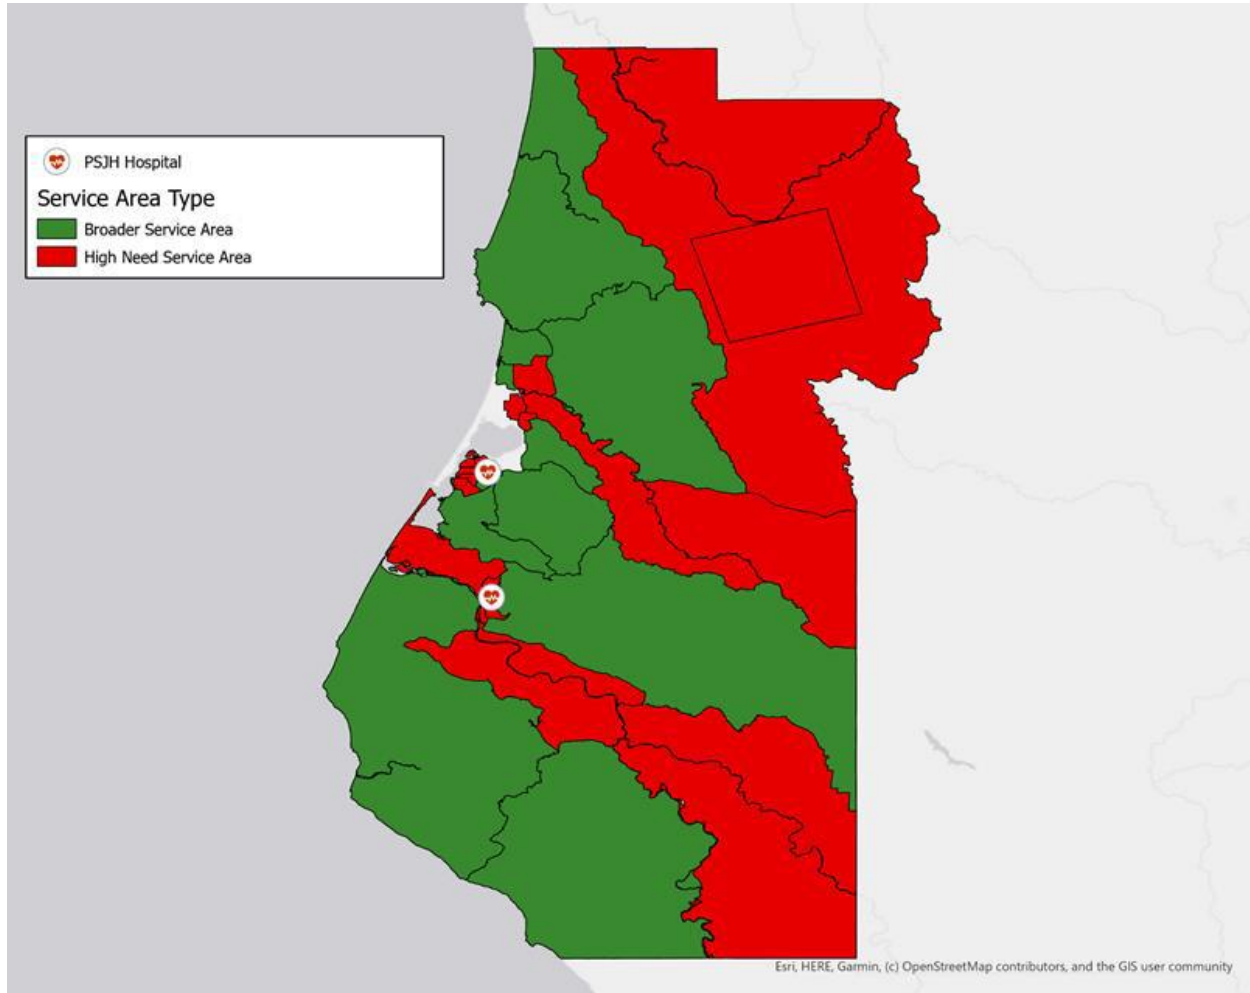 PSJH Hospital
Service Area Type
Broader Service Area
High Need Service Area
Esri, HERE, Garmin, (c) OpenStreetMap contributors, and the GIS user community